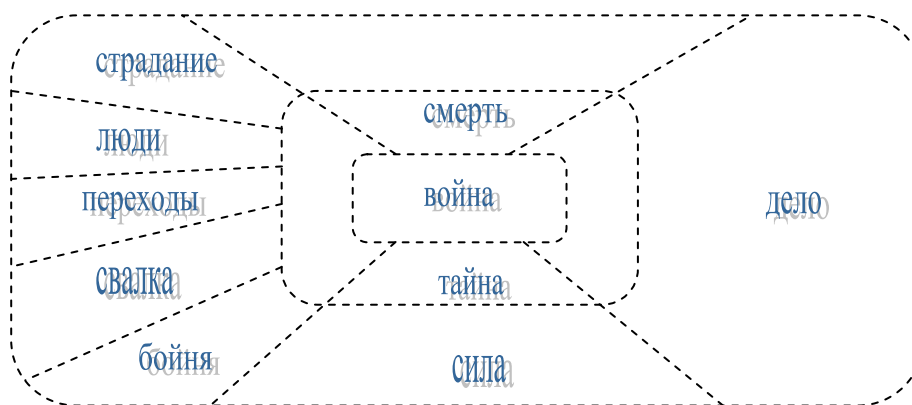 страдание
смерть
люди
война
переходы
дело
свалка
тайна
бойня
сила